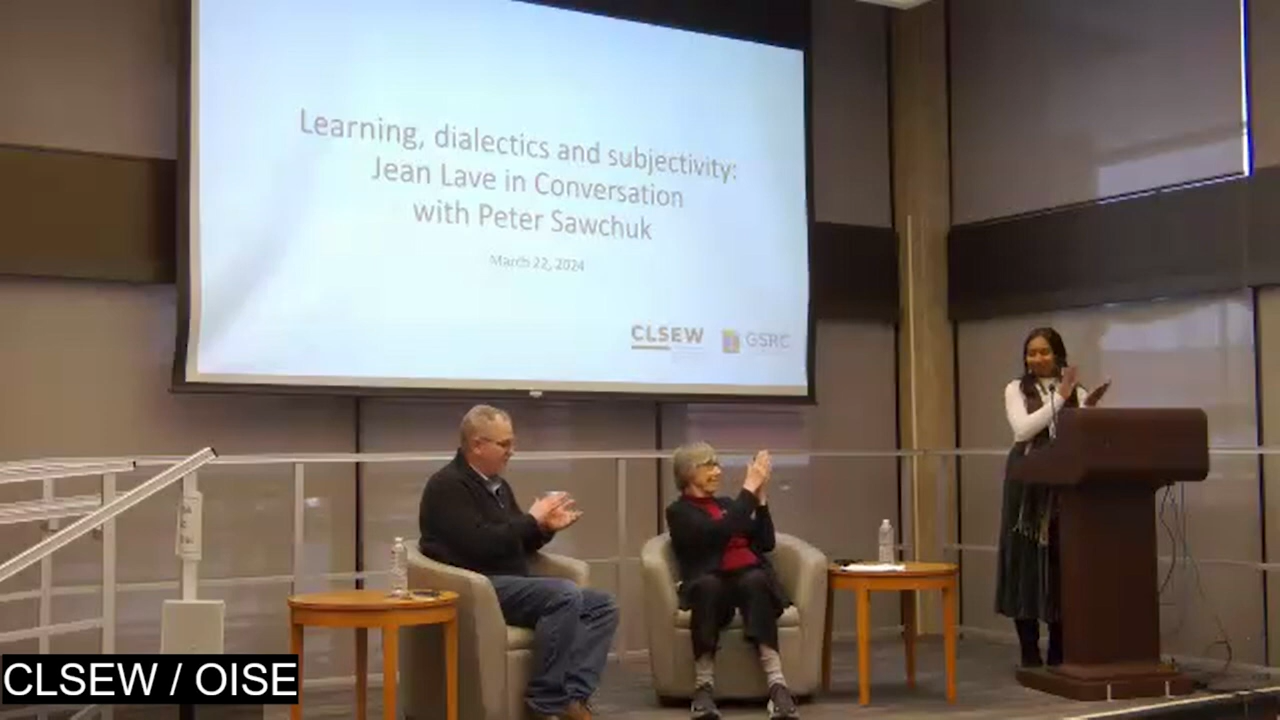 Learning, dialectics and subjectivity:
Jean Lave in Conversation
with Peter Sawchuk
March 22, 2024
CLSEW
GSRC
CLSEW / OISE